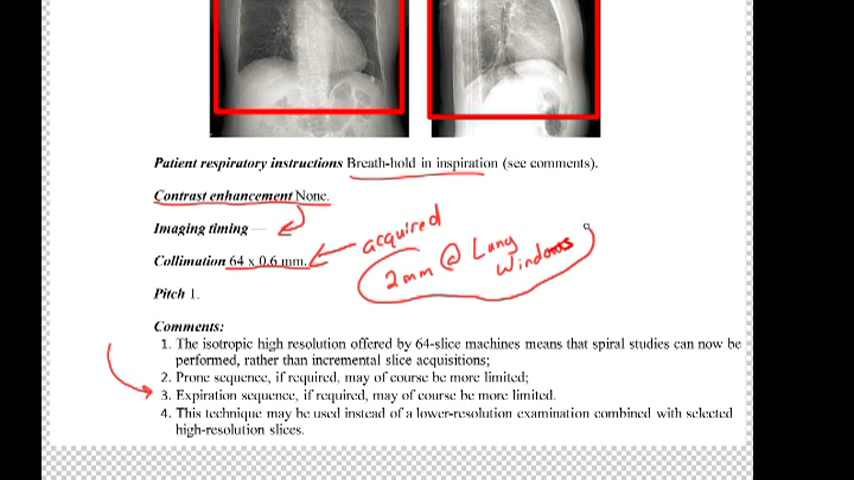 Patient respiratory instructions Breath-hold in inspiration (see comments).
Contrast enhancement None.
Imaging timing —
acquired
Collimation 64 x 0.6 mm.
2mm @ Lung
Windows
Pitch 1.
Comments:
1. The isotropic high resolution offered by 64-slice machines means that spiral studies can now be
performed, rather than incremental slice acquisitions;
2. Prone sequence, if required, may of course be more limited;
3. Expiration sequence, if required, may of course be more limited.
4. This technique may be used instead of a lower-resolution examination combined with selected
high-resolution slices.